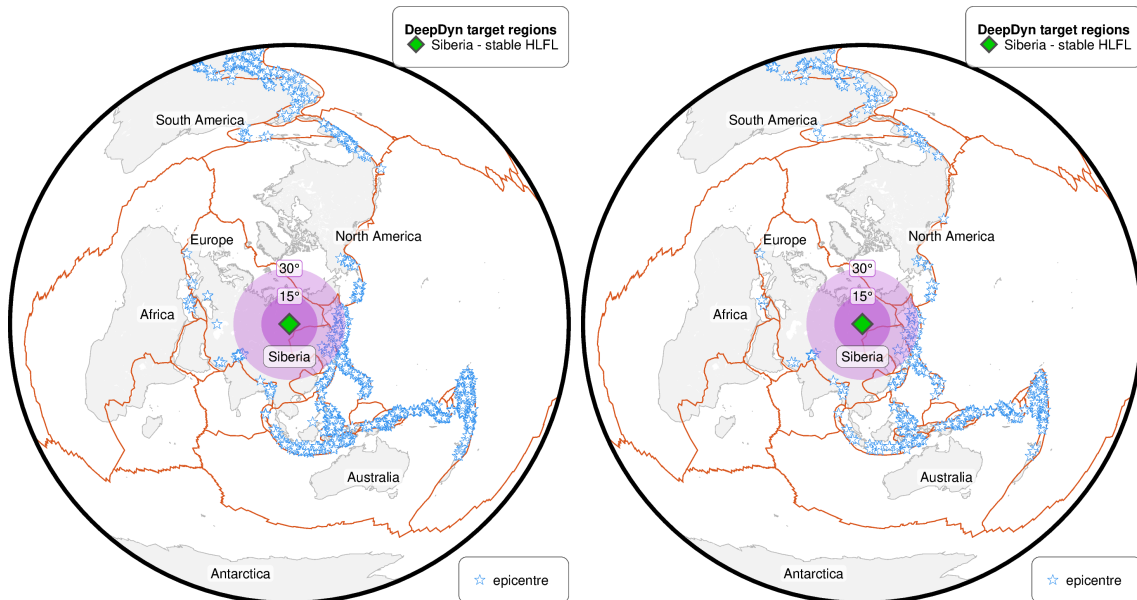 DeepDyn target regions
Siberia - stable HLFL
South America
Europe
North America
30°
15°
Africa
Siberia
Australia
Antarctica
epicentre
DeepDyn target regions
Siberia - stable HLFL
South America
Europe
North America
30°
15°
Africa
Siberia
Australia
Antarctica
epicentre